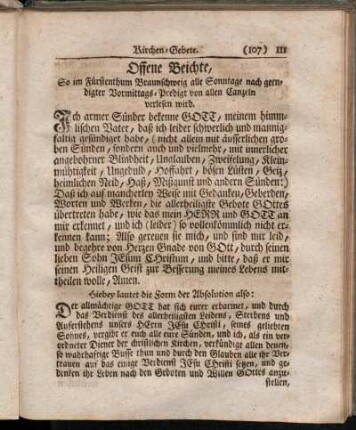 Kirchen-Gebete. (107) 111
Offene Beichte,
So im Fürstenthum Braunschweig alle Sonntage nach geen-
digter Vormittags-Predigt von allen Canzeln
verlesen wird.
Ich armer Sünder bekenne GOTT, meinem himm-
lischen Vater, daß ich leider schwerlich und mannig-
faltig gesündiget habe, (nicht allein mit äusserlichen gro-
ben Sünden, sondern auch und vielmehr, mit innerlicher
angebohrner Blindheit, Unglauben, Zweifelung, Klein-
mühtigkeit, Ungedult, Hoffahrt, bösen Lüsten, Geiz,
heimlichen Neid, Haß, Mißgunst und andern Sünden:)
Daß ich auf mancherley Weise mit Gedanken, Geberden,
Worten und Werken, die allerheiligste Gebote GOttes
übertreten habe, wie das mein HERR und GOTT an
mir erkennet, und ich (leider) so vollenkömmlich nicht er-
kennen kann; Also gereuen sie mich, und sind mir leid,
und begehre von Herzen Gnade von GOtt, durch seinen
lieben Sohn JEsum Christum, und bitte, daß er mir
seinen Heiligen Geist zur Besserung meines Lebens mit-
theilen wolle, Amen.
Hiebey lautet die Form der Absolution also:
Der allmächtige GOTT hat sich eurer erbarmet, und durch
das Verdienst des allerheiligsten Leidens, Sterbens und
Auferstehens unsers HErrn JEsu Christi, seines geliebten
Sohnes, vergibt er euch alle eure Sünden, und ich, als ein ver-
ordneter Diener der christlichen Kirchen, verkündige allen denen,
so wahrhaftige Busse thun und durch den Glauben alle ihr Ver-
trauen auf das einige Verdienst JEsu Christi setzen, und ge-
denken ihr Leben nach den Geboten und Willen GOttes anzu-
stellen,